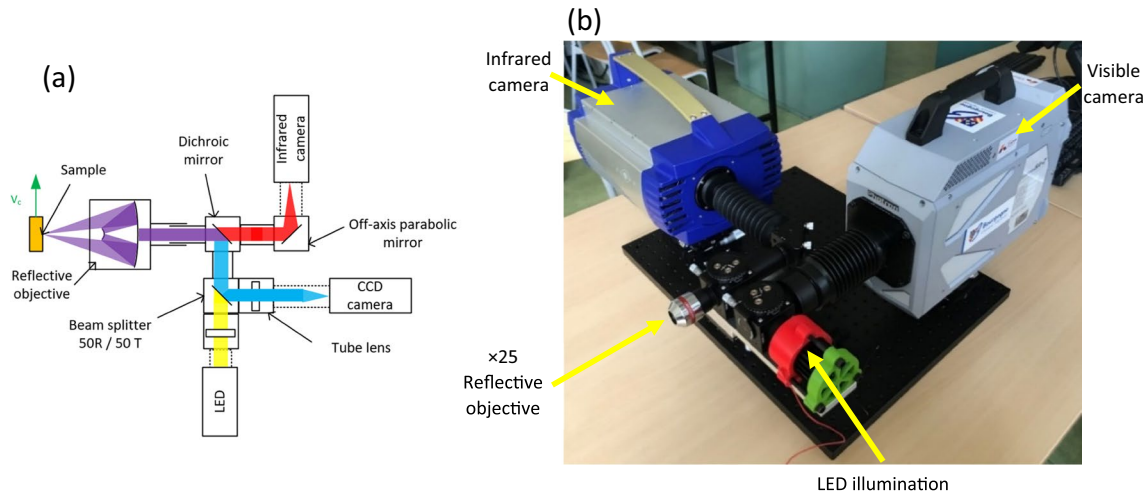 (a)
Vc
Sample
Dichroic
mirror
Infrared
camera
Off-axis parabolic
mirror
Reflective
objective
Beam splitter
50R / 50 T
CCD
camera
Tube lens
LED
(b)
Infrared
camera
Visible
camera
×25
Reflective
objective
LED illumination